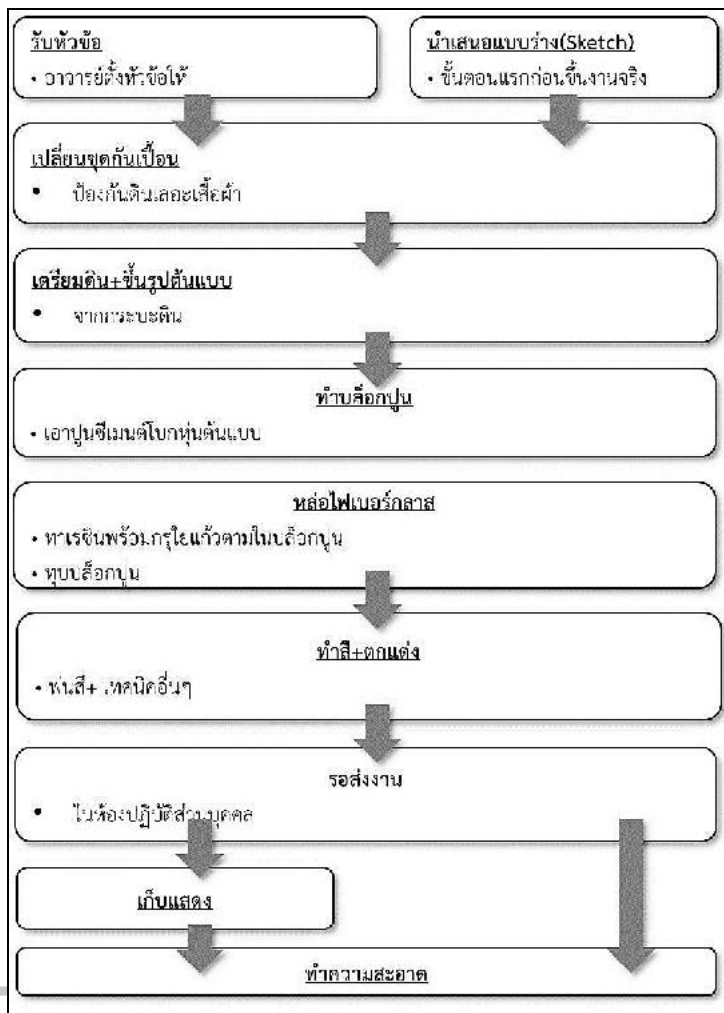 รับหัวข้อ
• อาจารย์ตั้งหัวข้อให้
นำเสนอแบบร่าง(Sketch)
• ขั้นตอนแรกก่อนขึ้นงานจริง
เปลี่ยนชุดกันเปื้อน
• ป้องกันดินเลอะเสื้อผ้า
เตรียมดิน+ขึ้นรูปต้นแบบ
• จากกระบะดิน
ทำบล็อกปูน
• เอาปูนซีเมนต์โบกหุ่นต้นแบบ
หล่อไฟเบอร์กลาส
• ทาเรซินพร้อมกรุใยแก้วตามในบล็อกปูน
• ทุบบล็อกปูน
ทำสี+ตกแต่ง
• พ่นสี+ เทคนิคอื่นๆ
รอส่งงาน
• ในห้องปฏิบัติส่วนบุคคล
เก็บแสดง
ทำความสะอาด